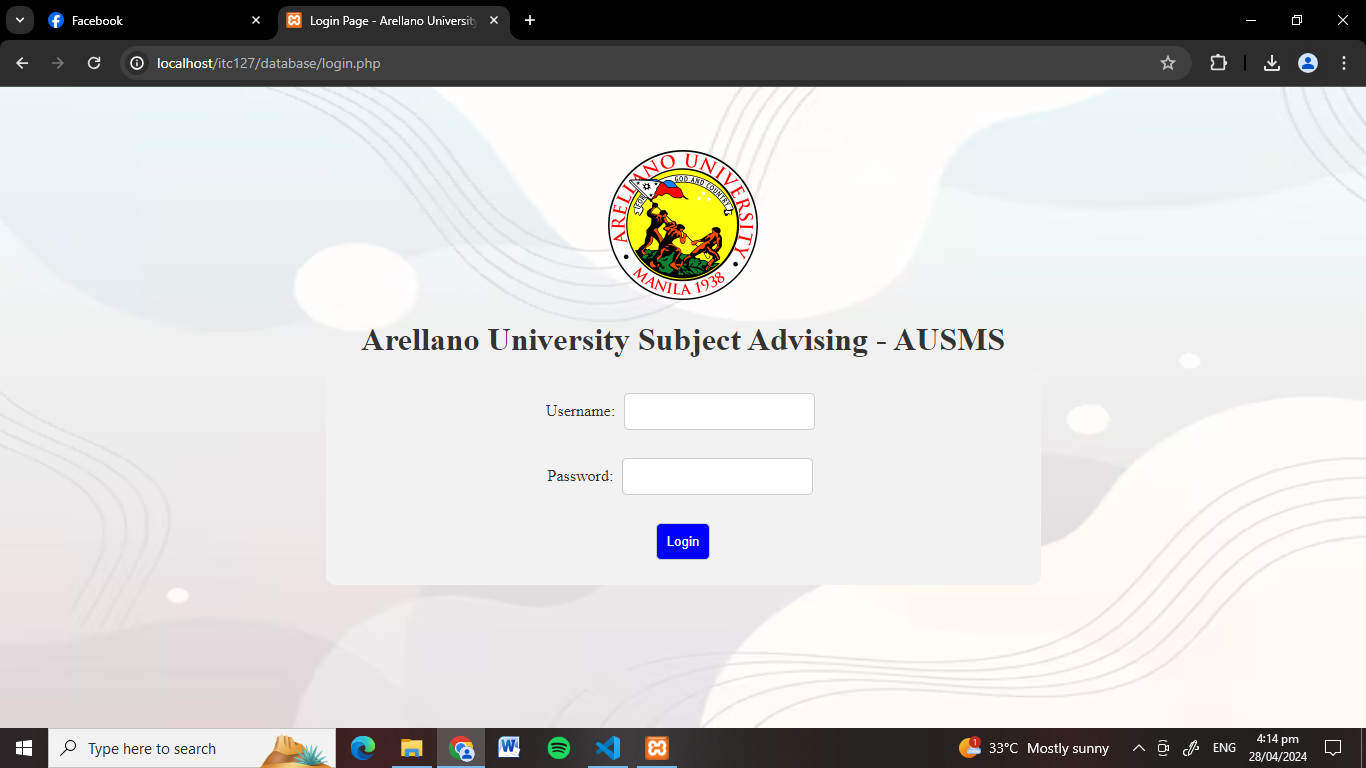 Facebook
Login Page - Arellano University
localhost/itc127/database/login.php
ARELLANO UNIVERSITY
FOR GOD AND COUNTRY
MANILA 1938
Arellano University Subject Advising - AUSMS
Username:
Password:
Login
Type here to search
1
33°C Mostly sunny
ENG
4:14 pm
28/04/2024